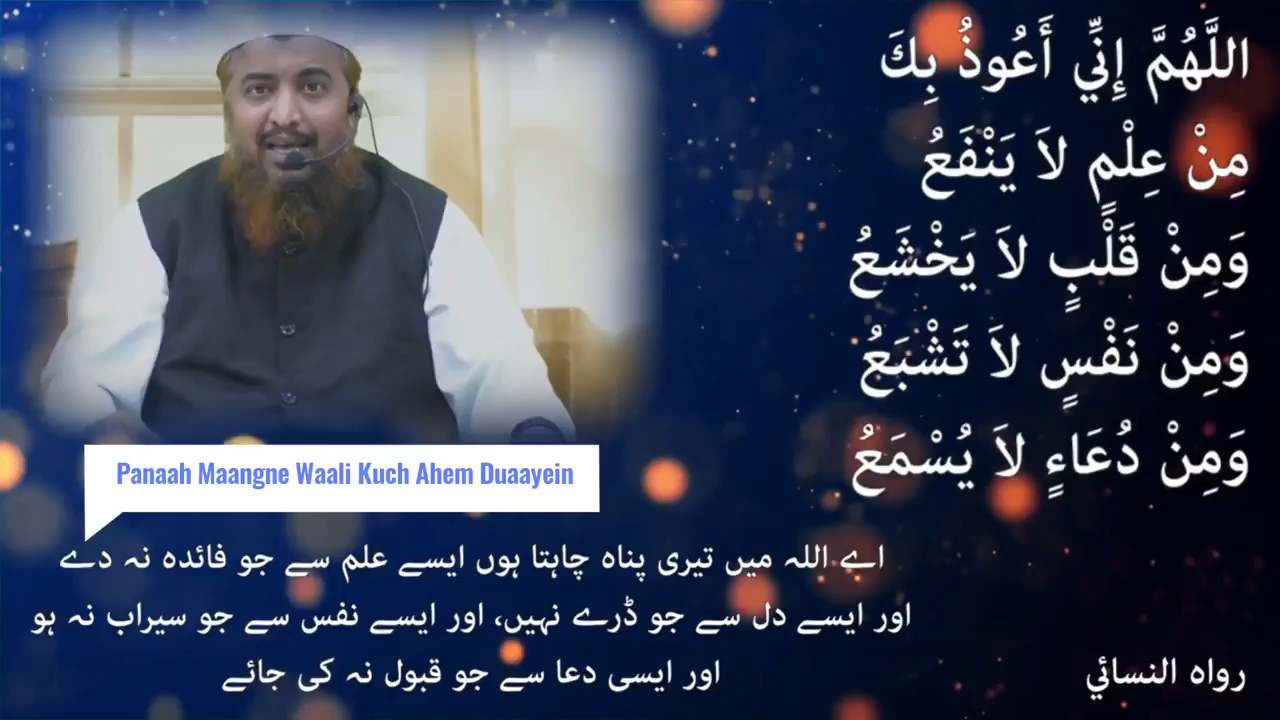 اللَّهُمَّ إِنِّي أَعُوذُ بِكَ
مِنْ عِلْمٍ لاَ يَنْفَعُ
وَمِنْ قَلْبٍ لاَ يَخْشَعُ
وَمِنْ نَفْسٍ لاَ تَشْبَعُ
وَمِنْ دُعَاءٍ لاَ يُسْمَعُ
Panaah Maangne Waali Kuch Ahem Duaayein
اے اللہ میں تیری پناہ چاہتا ہوں ایسے علم سے جو فائدہ نہ دے
اور ایسے دل سے جو ڈرے نہیں، اور ایسے نفس سے جو سیراب نہ ہو
اور ایسی دعا سے جو قبول نہ کی جائے
رواه النسائي